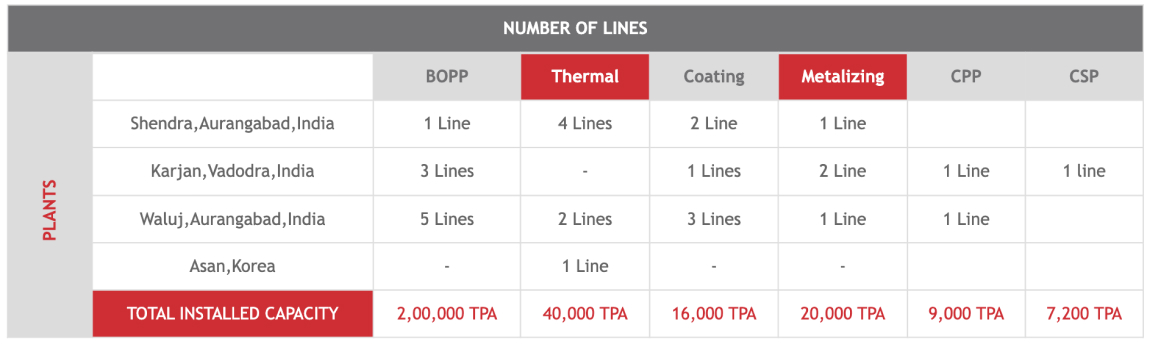 NUMBER OF LINES
PLANTS
BOPP Thermal Coating Metalizing CPP CSP
Shendra,Aurangabad,India 1 Line 4 Lines 2 Line 1 Line
Karjan,Vadodra,India 3 Lines - 1 Lines 2 Line 1 Line 1 line
Waluj,Aurangabad,India 5 Lines 2 Lines 3 Lines 1 Line 1 Line
Asan,Korea - 1 Line - -
TOTAL INSTALLED CAPACITY 2,00,000 TPA 40,000 TPA 16,000 TPA 20,000 TPA 9,000 TPA 7,200 TPA